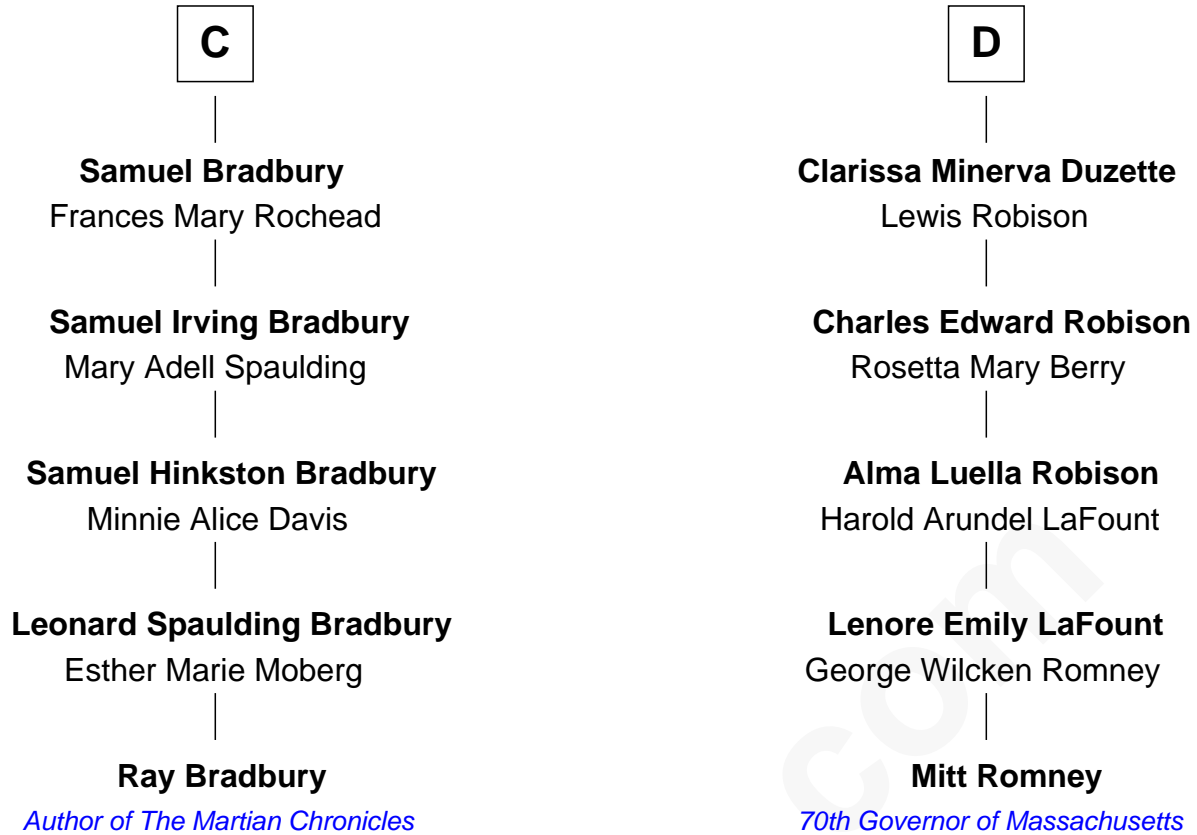 C
Samuel Bradbury
Frances Mary Rochead
Samuel Irving Bradbury
Mary Adell Spaulding
Samuel Hinkston Bradbury
Minnie Alice Davis
Leonard Spaulding Bradbury
Esther Marie Moberg
Ray Bradbury
Author of The Martian Chronicles
D
Clarissa Minerva Duzette
Lewis Robison
Charles Edward Robison
Rosetta Mary Berry
Alma Luella Robison
Harold Arundel LaFount
Lenore Emily LaFount
George Wilcken Romney
Mitt Romney
70th Governor of Massachusetts
com